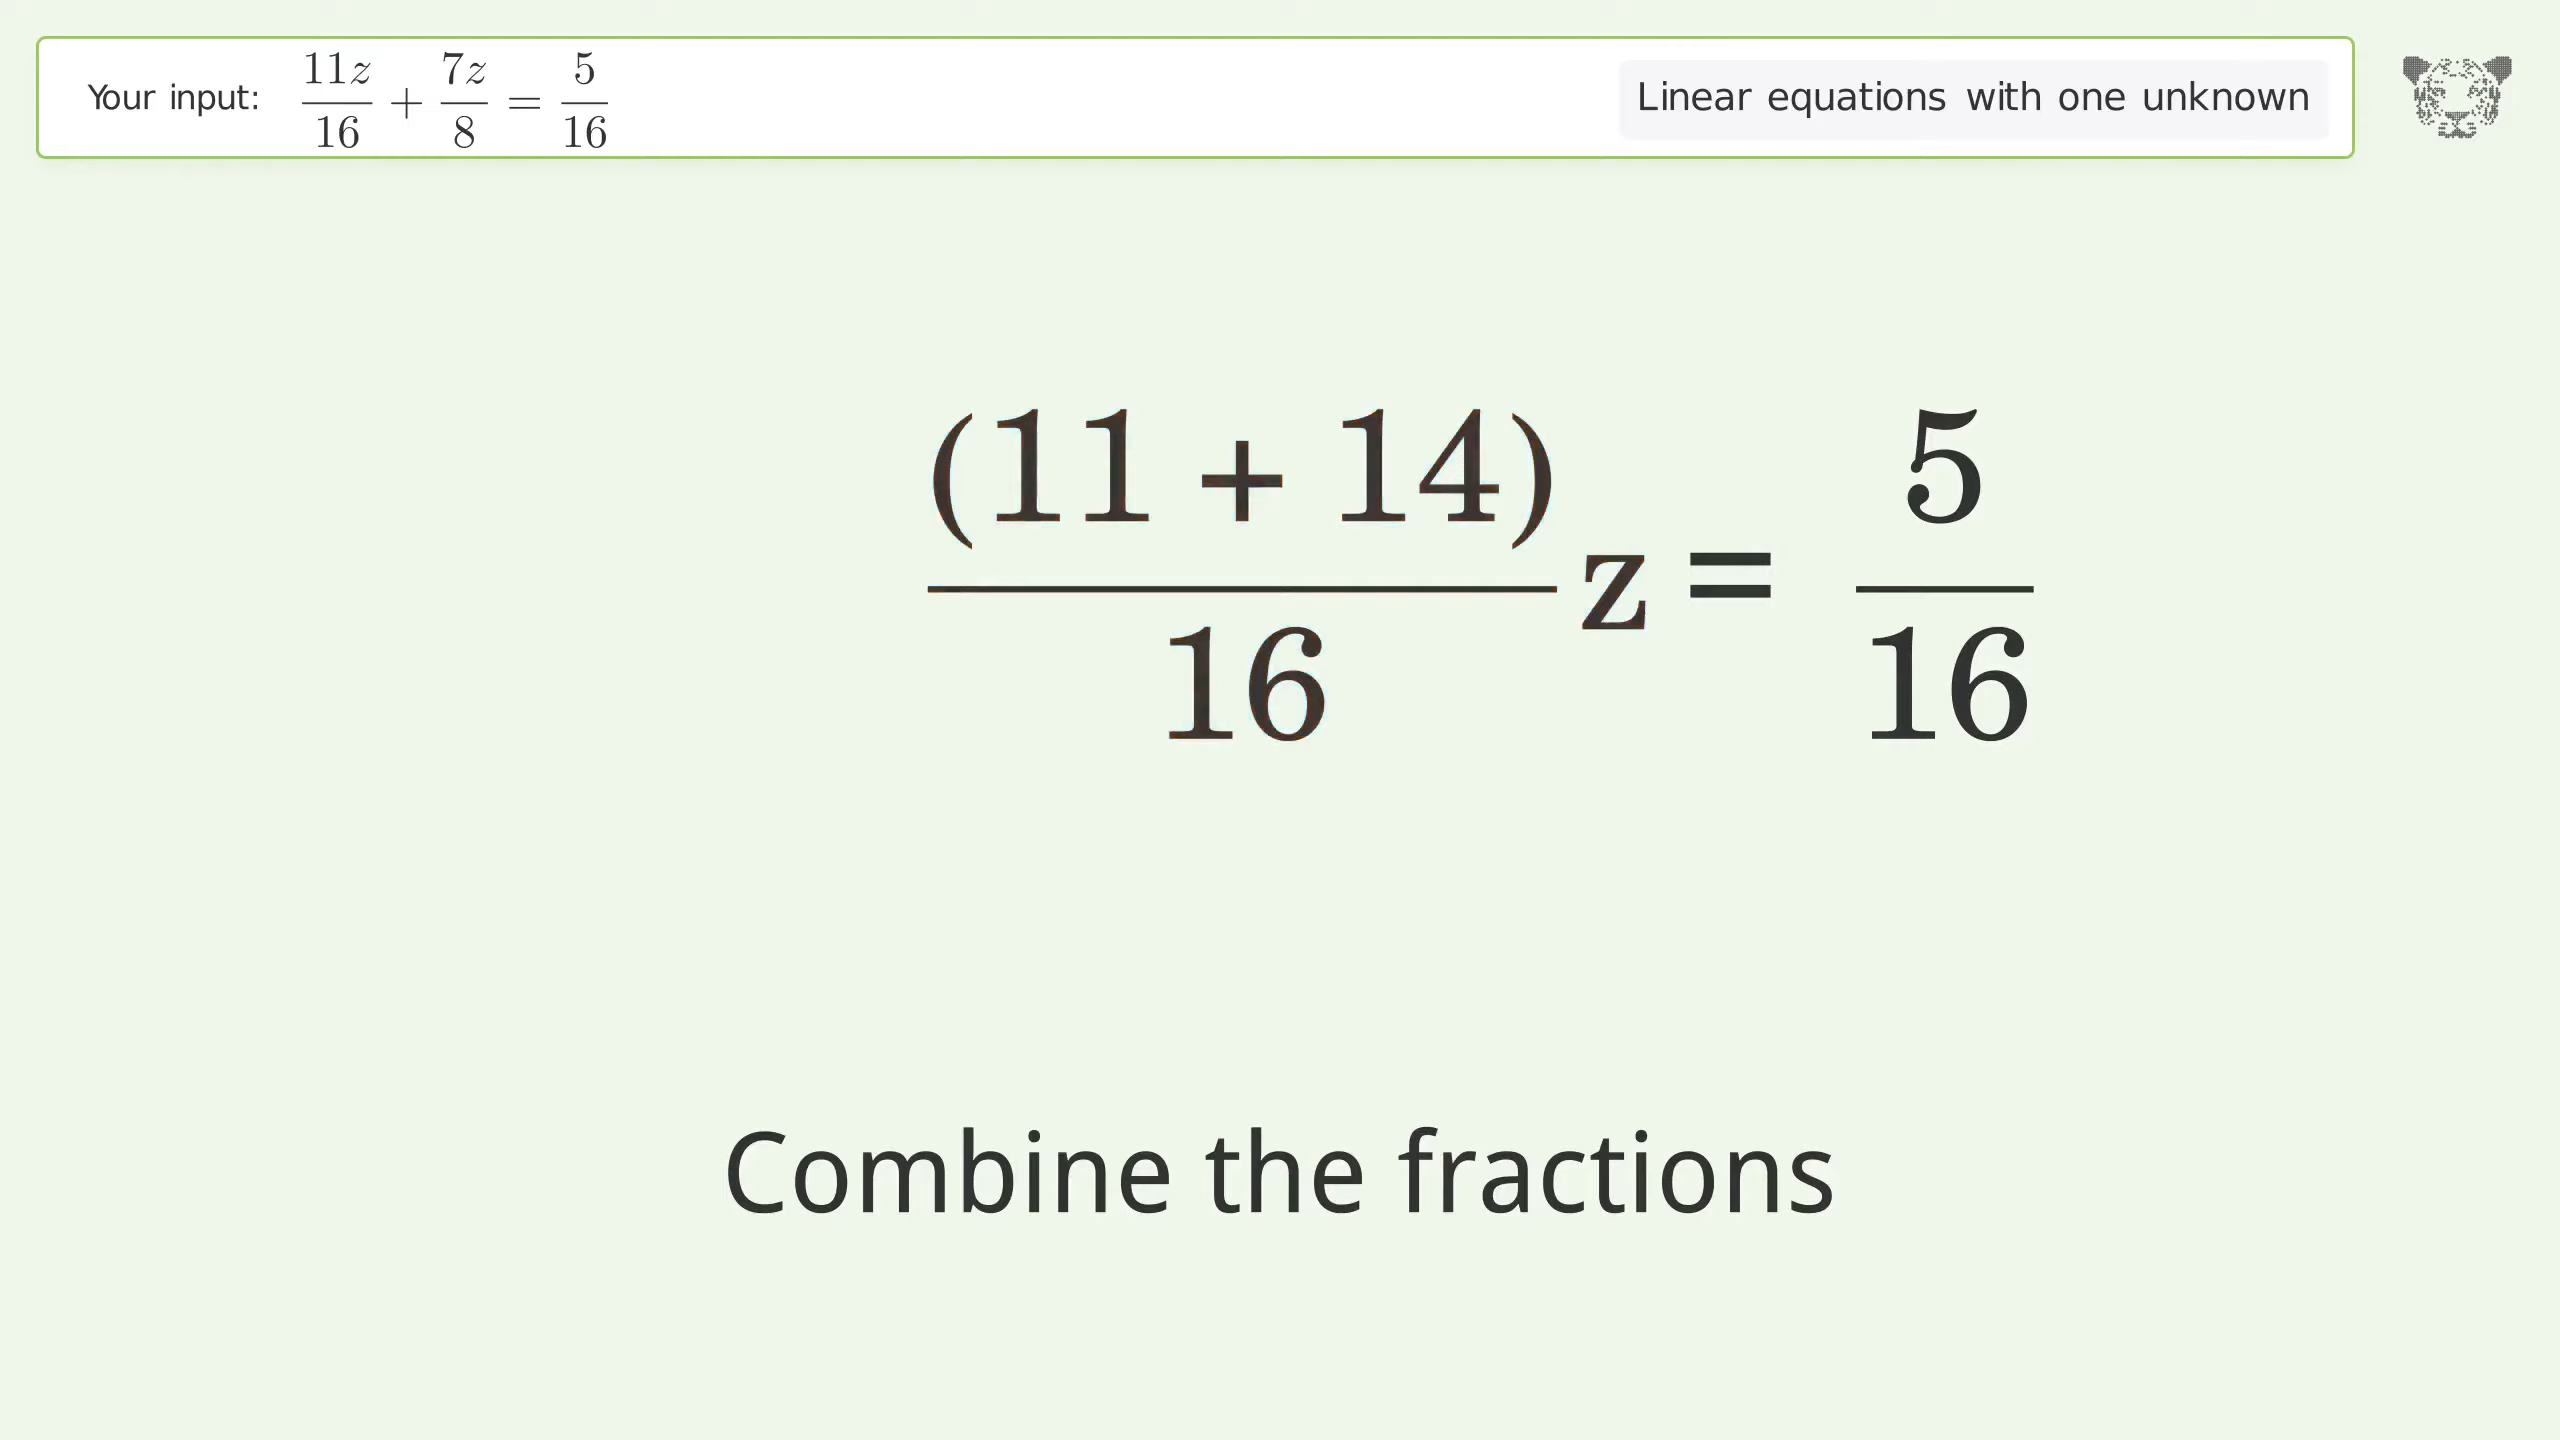 Your input: 11z/16 + 7z/8 = 5/16
Linear equations with one unknown
(11 + 14)/16 z = 5/16
Combine the fractions